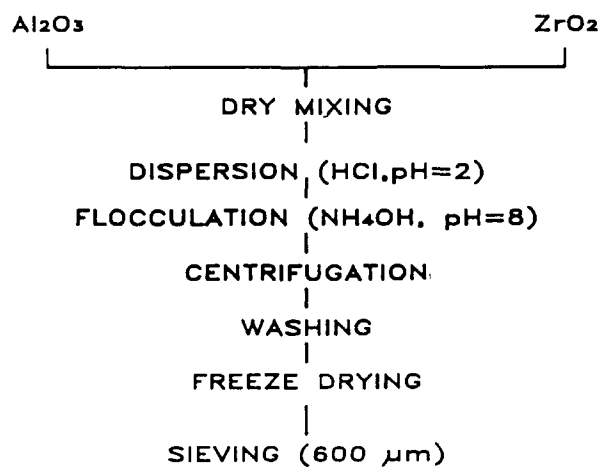 Al₂O₃ ZrO₂
DRY MIXING
DISPERSION (HCl,pH=2)
FLOCCULATION (NH₄OH, pH=8)
CENTRIFUGATION
WASHING
FREEZE DRYING
SIEVING (600 μm)